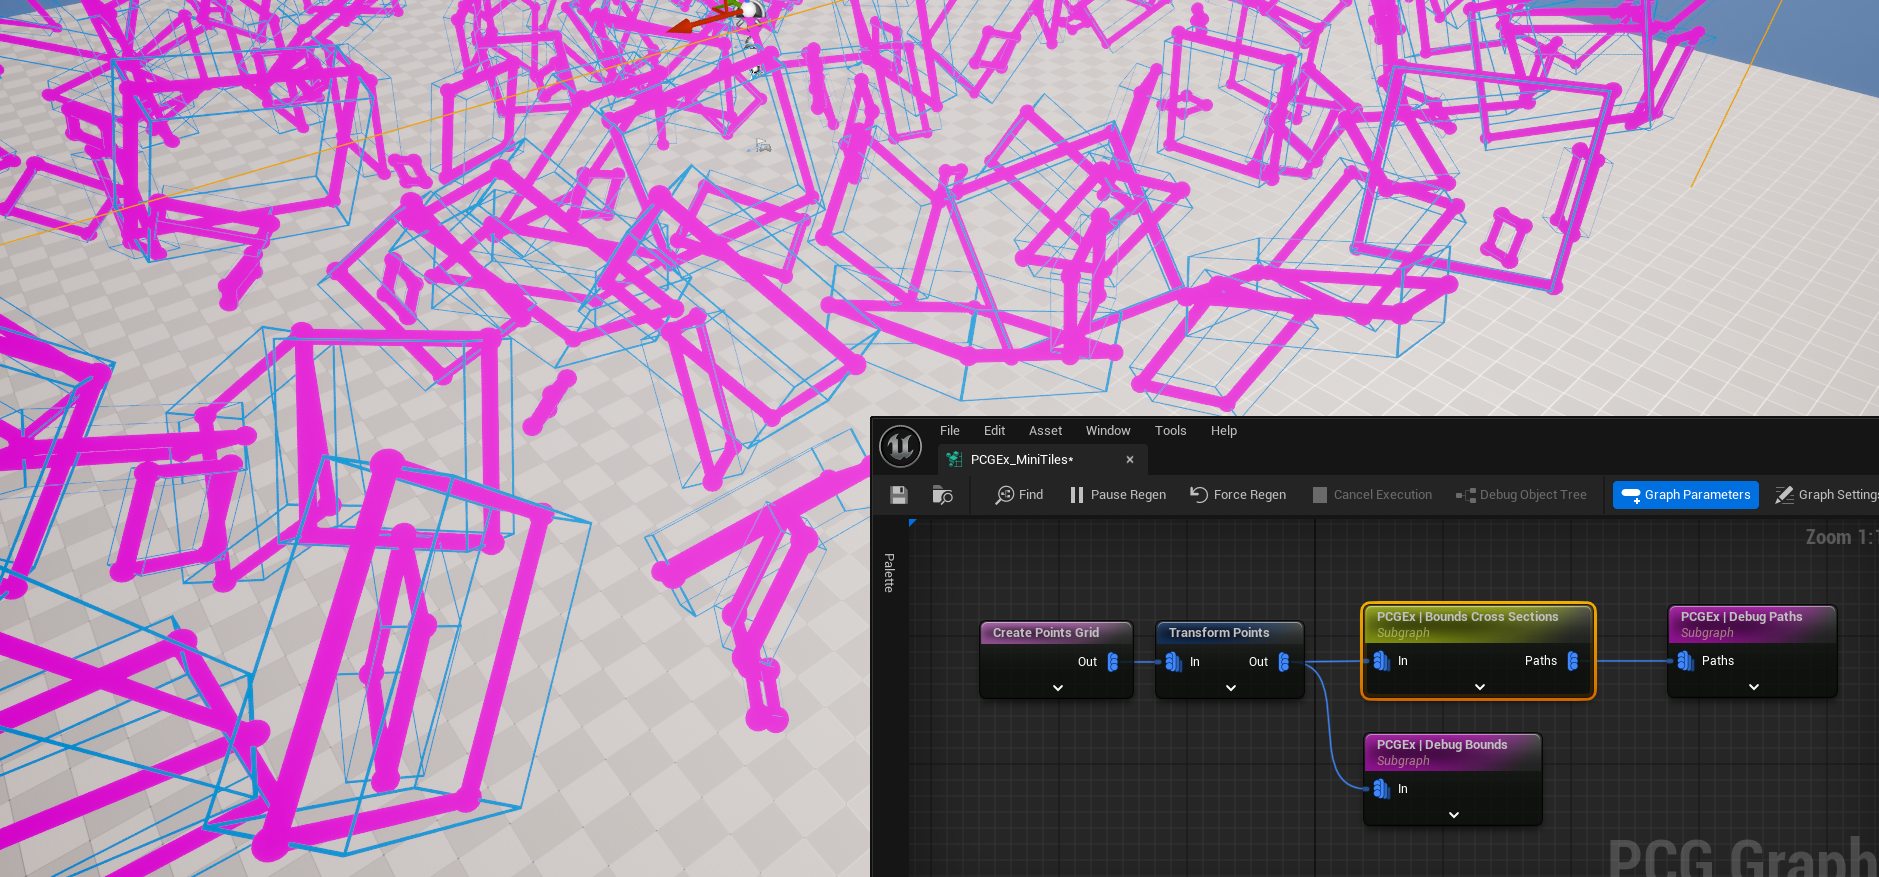 File Edit Asset Window Tools Help
PCGEx_MiniTiles*
Find Pause Regen Force Regen Cancel Execution Debug Object Tree Graph Parameters Graph Settings
Palette
Zoom 1:1
Create Points Grid
Out
Transform Points
In Out
PCGEx | Bounds Cross Sections
Subgraph
In Paths
PCGEx | Debug Paths
Subgraph
Paths
PCGEx | Debug Bounds
Subgraph
In
PCG Graph